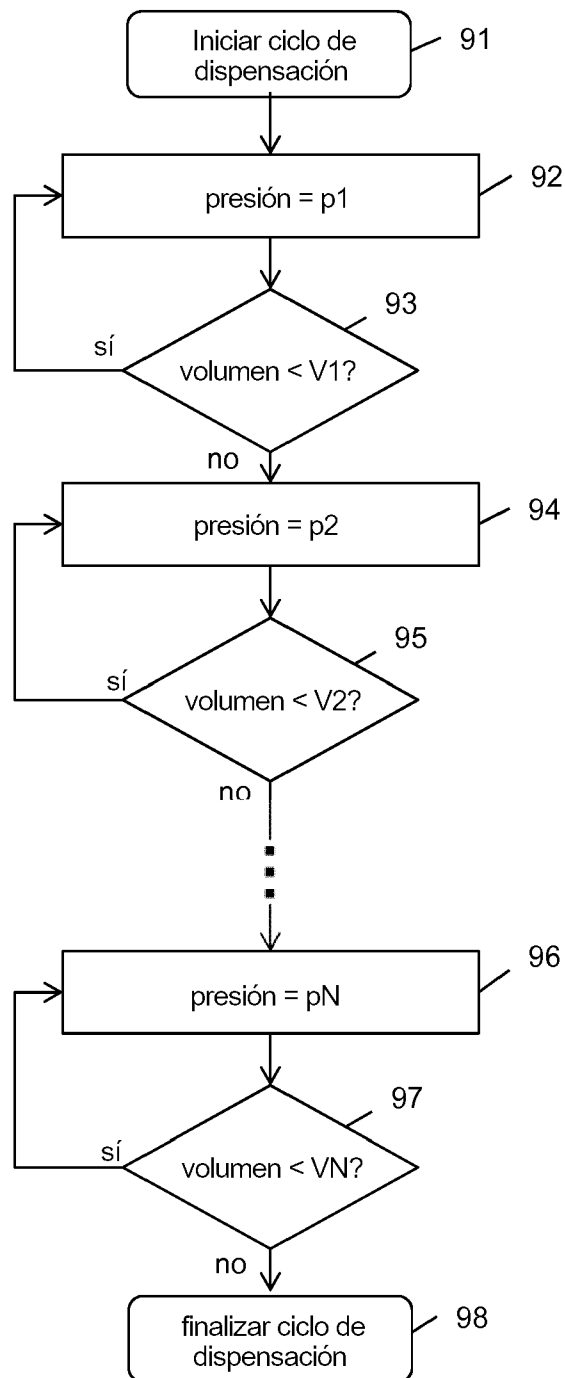 Iniciar ciclo de
dispensación
91
presión = p1
92
93
sí
volumen < V1?
no
presión = p2
94
95
sí
volumen < V2?
no
presión = pN
96
97
sí
volumen < VN?
no
finalizar ciclo de
dispensación
98